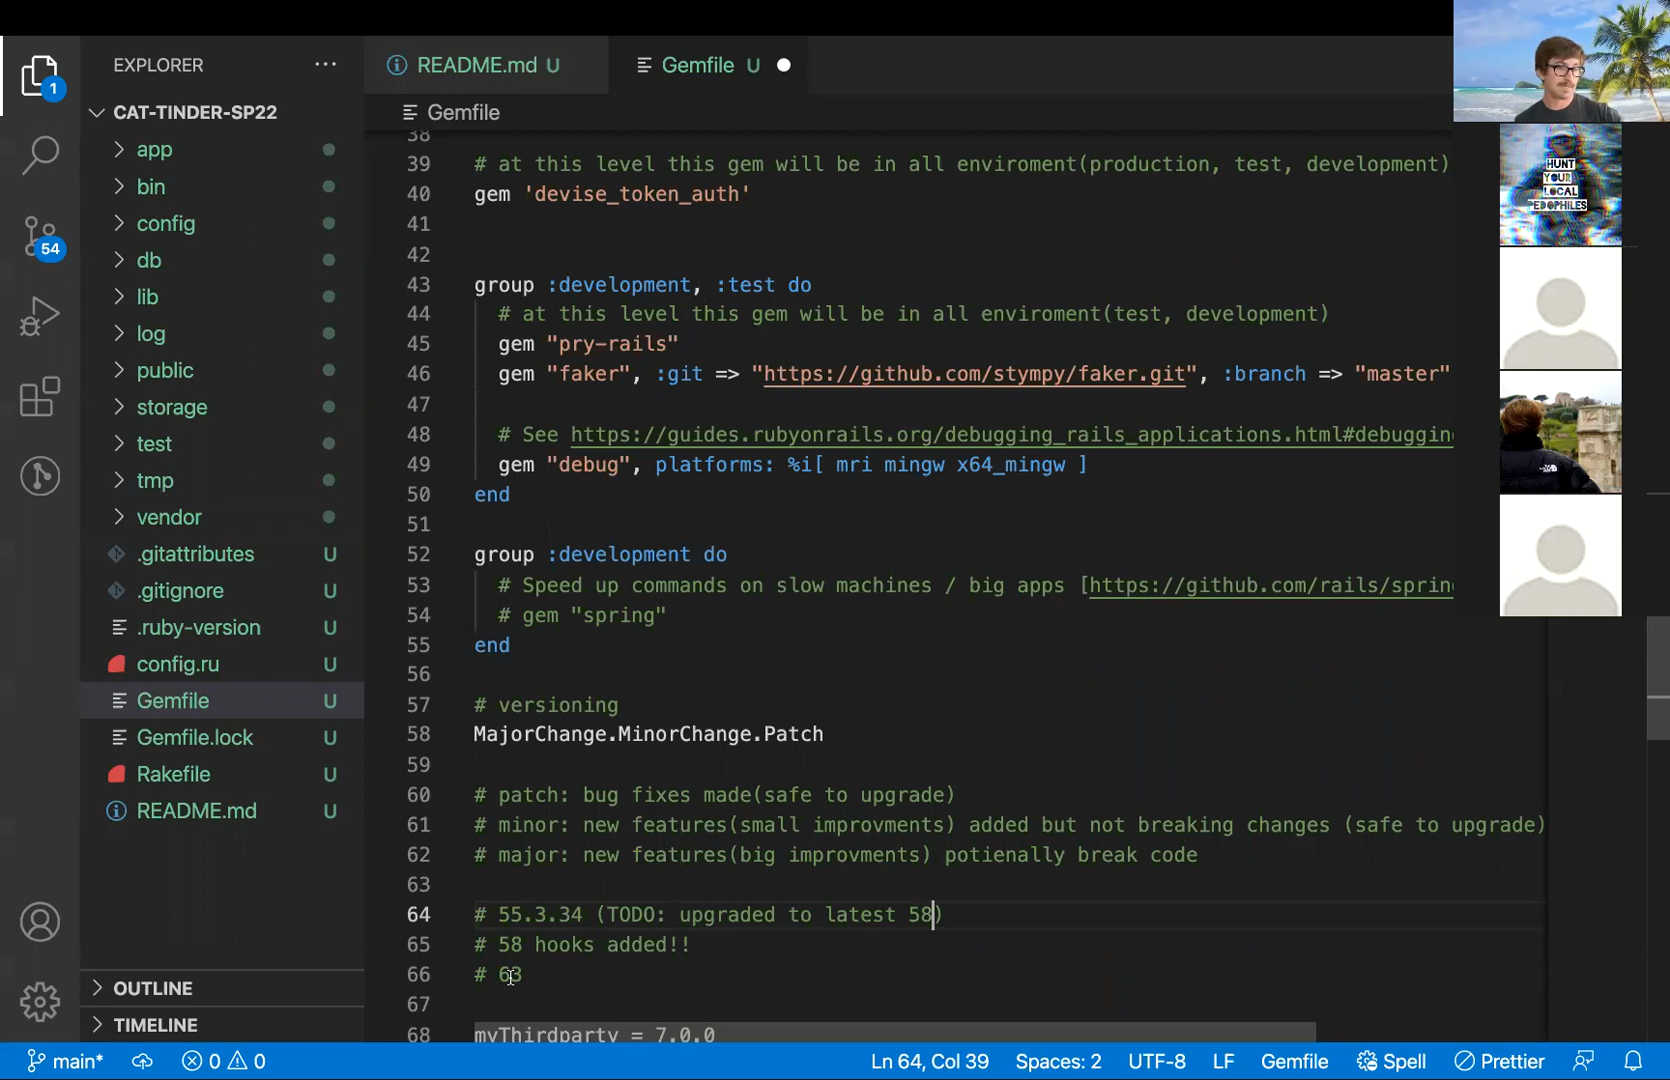 EXPLORER
README.md U
Gemfile U
1
CAT-TINDER-SP22
Gemfile
app
bin
config
db
lib
log
public
storage
test
tmp
vendor
.gitattributes U
.gitignore U
.ruby-version U
config.ru U
Gemfile U
Gemfile.lock U
Rakefile U
README.md U
54
OUTLINE
TIMELINE
38
39 # at this level this gem will be in all enviroment(production, test, development)
40 gem 'devise_token_auth'
41
42
43 group :development, :test do
44 # at this level this gem will be in all enviroment(test, development)
45 gem "pry-rails"
46 gem "faker", :git => "https://github.com/stympy/faker.git", :branch => "master"
47
48 # See https://guides.rubyonrails.org/debugging_rails_applications.html#debuggin
49 gem "debug", platforms: %i[ mri mingw x64_mingw ]
50 end
51
52 group :development do
53 # Speed up commands on slow machines / big apps [https://github.com/rails/sprin
54 # gem "spring"
55 end
56
57 # versioning
58 MajorChange.MinorChange.Patch
59
60 # patch: bug fixes made(safe to upgrade)
61 # minor: new features(small improvments) added but not breaking changes (safe to upgrade)
62 # major: new features(big improvments) potienally break code
63
64 # 55.3.34 (TODO: upgraded to latest 58)
65 # 58 hooks added!!
66 # 63
67
68 myThirdparty = 7.0.0
HUNT
YOUR
LOCAL
PEDOPHILES
main* 0 0 Ln 64, Col 39 Spaces: 2 UTF-8 LF Gemfile Spell Prettier